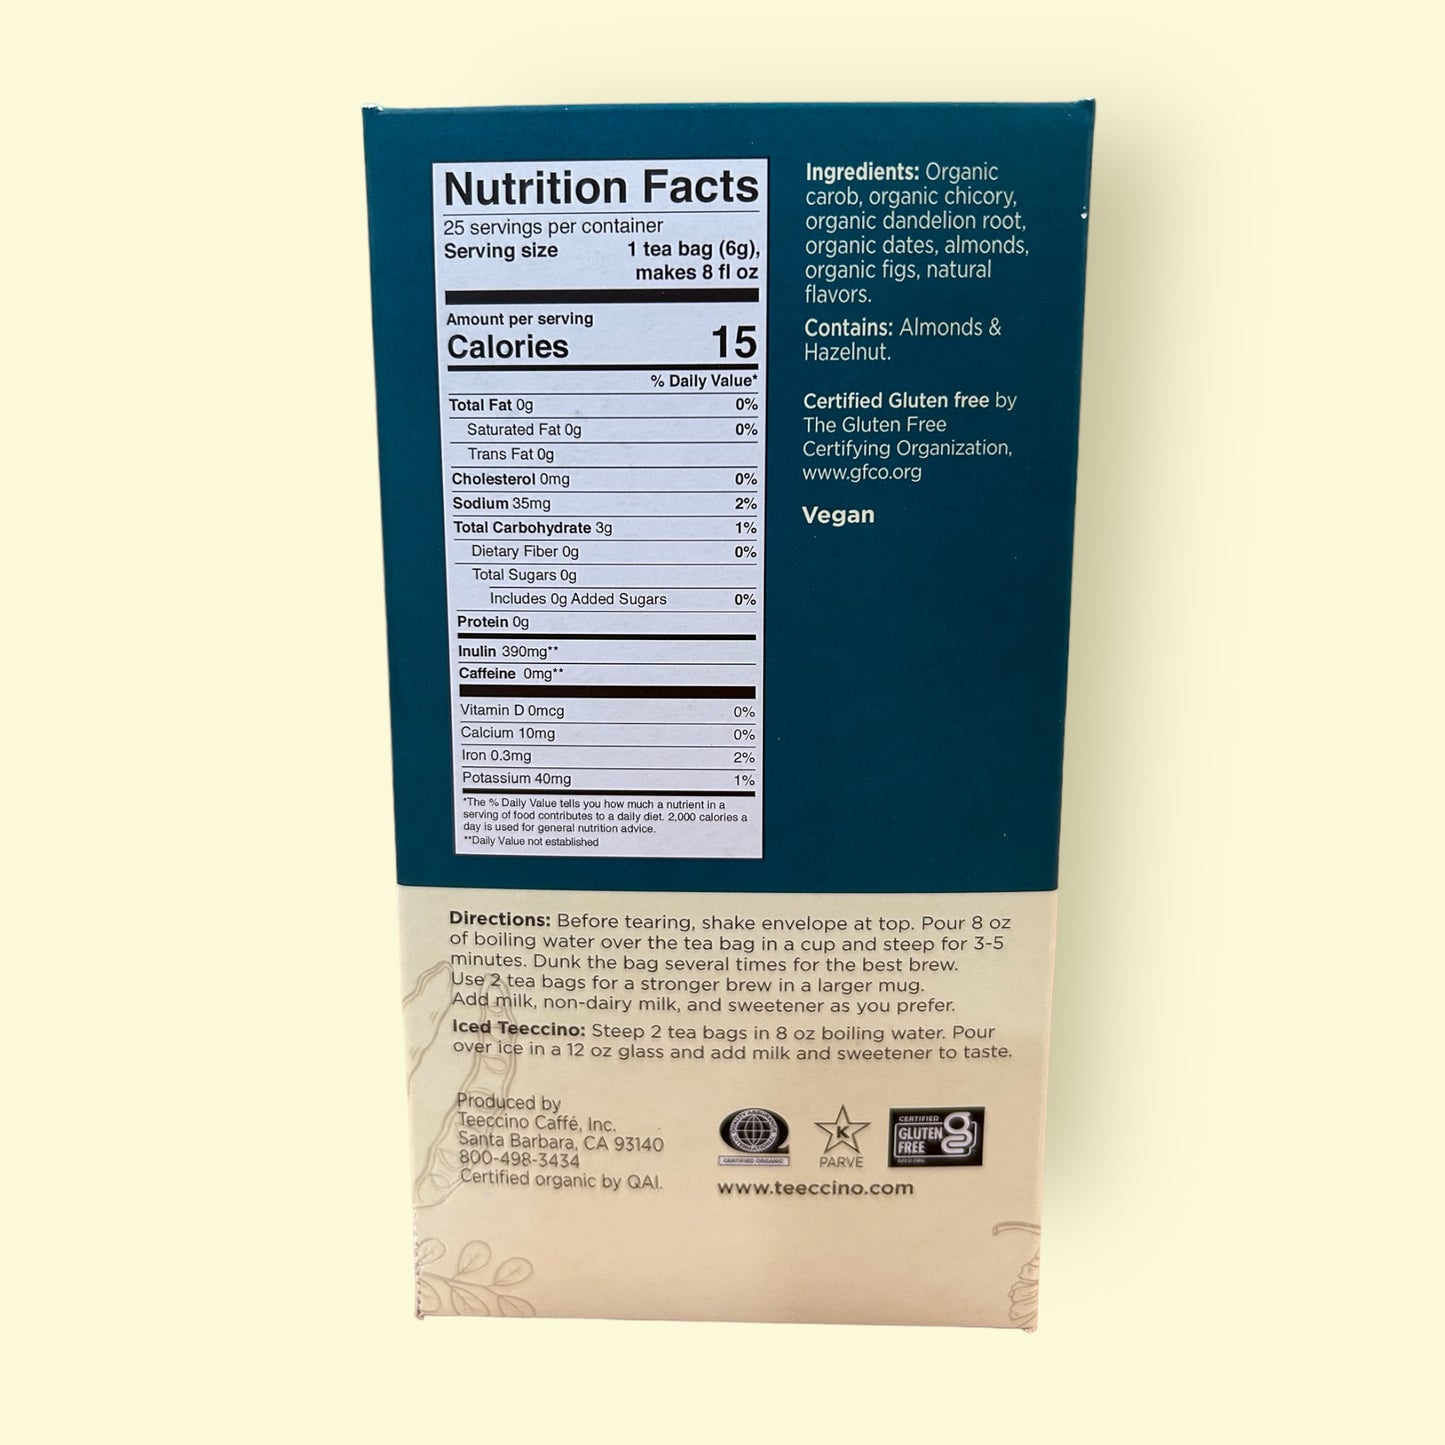 Nutrition Facts
25 servings per container
Serving size 1 tea bag (6g),
makes 8 fl oz
Amount per serving
Calories 15
% Daily Value*
Total Fat 0g 0%
Saturated Fat 0g 0%
Trans Fat 0g
Cholesterol 0mg 0%
Sodium 35mg 2%
Total Carbohydrate 3g 1%
Dietary Fiber 0g 0%
Total Sugars 0g
Includes 0g Added Sugars 0%
Protein 0g
Inulin 390mg**
Caffeine 0mg**
Vitamin D 0mcg 0%
Calcium 10mg 0%
Iron 0.3mg 2%
Potassium 40mg 1%
*The % Daily Value tells you how much a nutrient in a
serving of food contributes to a daily diet. 2,000 calories a
day is used for general nutrition advice.
**Daily Value not established
Ingredients: Organic
carob, organic chicory,
organic dandelion root,
organic dates, almonds,
organic figs, natural
flavors.
Contains: Almonds &
Hazelnut.
Certified Gluten free by
The Gluten Free
Certifying Organization,
www.gfco.org
Vegan
Directions: Before tearing, shake envelope at top. Pour 8 oz
of boiling water over the tea bag in a cup and steep for 3-5
minutes. Dunk the bag several times for the best brew.
Use 2 tea bags for a stronger brew in a larger mug.
Add milk, non-dairy milk, and sweetener as you prefer.
Iced Teeccino: Steep 2 tea bags in 8 oz boiling water. Pour
over ice in a 12 oz glass and add milk and sweetener to taste.
Produced by
Teeccino Caffé, Inc.
Santa Barbara, CA 93140
800-498-3434
Certified organic by QAI.
QUALITY ASSURANCE
INTERNATIONAL
CERTIFIED ORGANIC
K
PARVE
CERTIFIED
GLUTEN
FREE
GFCO.ORG
www.teeccino.com